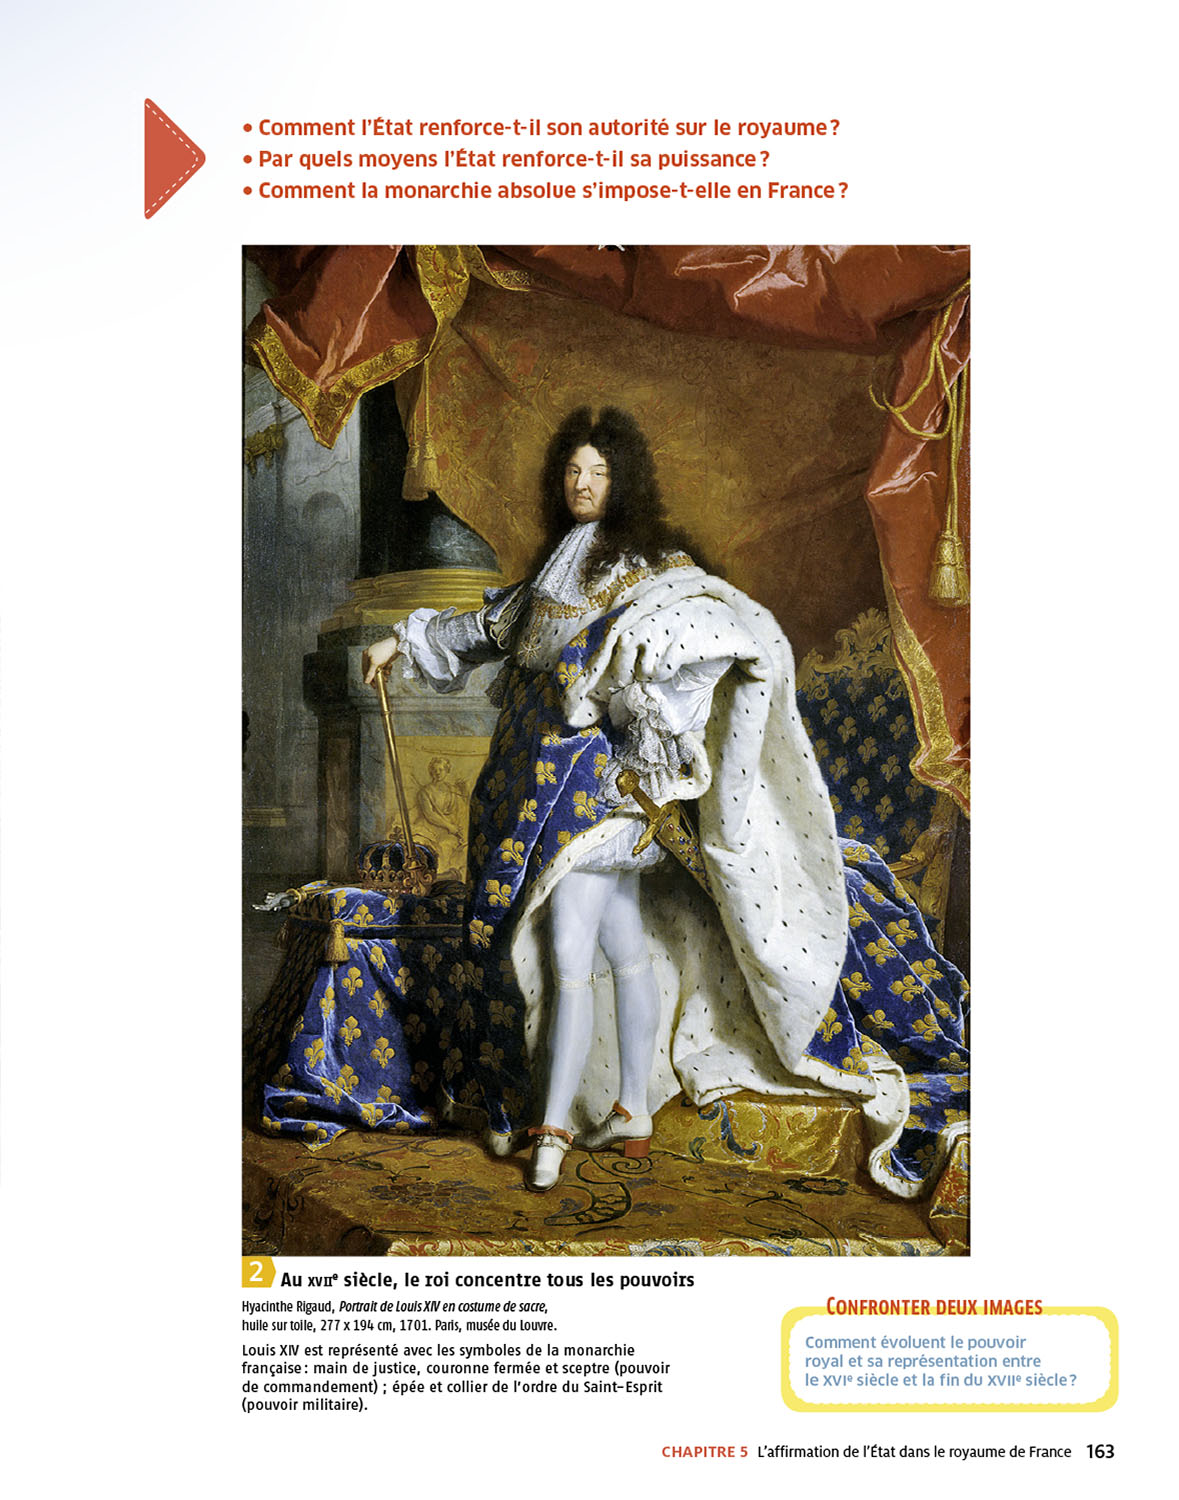 • Comment l'État renforce-t-il son autorité sur le royaume ?
• Par quels moyens l'État renforce-t-il sa puissance ?
• Comment la monarchie absolue s'impose-t-elle en France ?
2 Au XVIIe siècle, le roi concentre tous les pouvoirs
Hyacinthe Rigaud, Portrait de Louis XIV en costume de sacre,
huile sur toile, 277 x 194 cm, 1701. Paris, musée du Louvre.
Louis XIV est représenté avec les symboles de la monarchie
française : main de justice, couronne fermée et sceptre (pouvoir
de commandement) ; épée et collier de l'ordre du Saint-Esprit
(pouvoir militaire).
CONFRONTER DEUX IMAGES
Comment évoluent le pouvoir
royal et sa représentation entre
le XVIe siècle et la fin du XVIIe siècle ?
CHAPITRE 5 L'affirmation de l'État dans le royaume de France 163